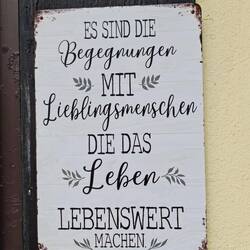 ES SIND DIE
Begegnungen
MIT
Lieblingsmenschen
DIE DAS
Leben
LEBENSWERT
MACHEN.